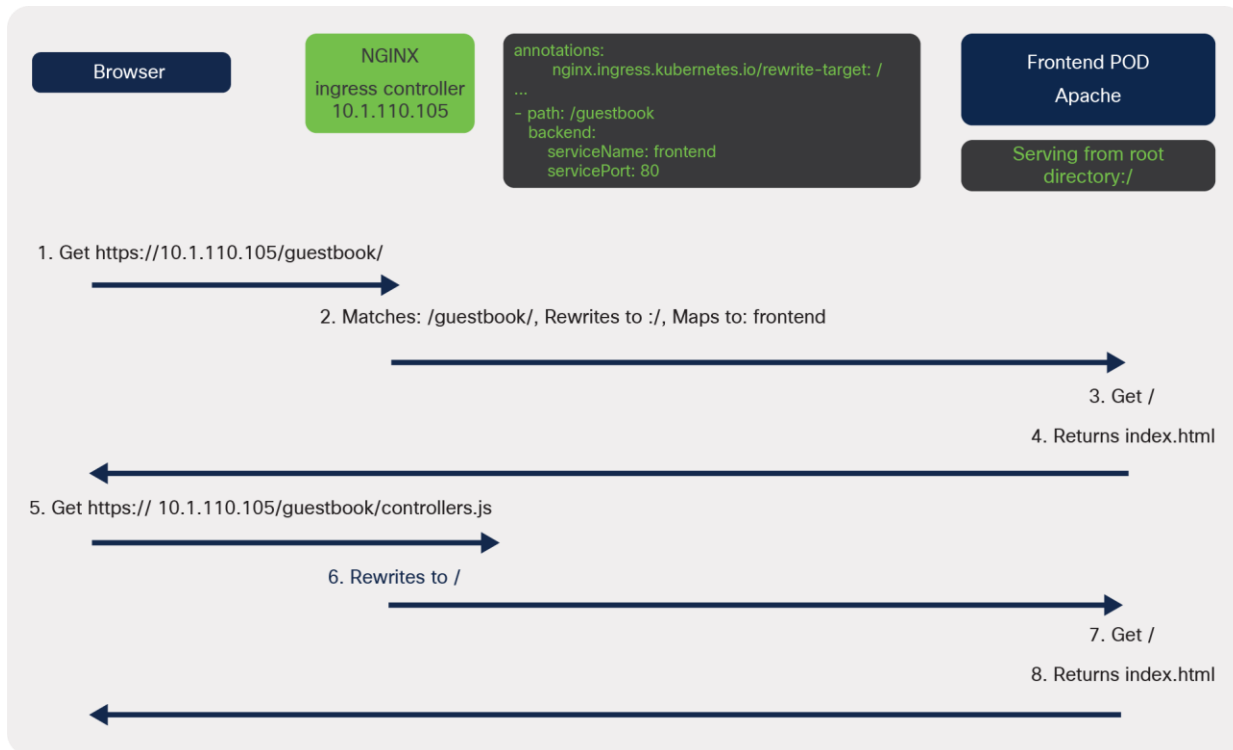 Browser
NGINX
ingress controller
10.1.110.105
annotations:
nginx.ingress.kubernetes.io/rewrite-target: /
...
- path: /guestbook
backend:
serviceName: frontend
servicePort: 80
Frontend POD
Apache
Serving from root
directory:/
1. Get https://10.1.110.105/guestbook/
2. Matches: /guestbook/, Rewrites to :/, Maps to: frontend
3. Get /
4. Returns index.html
5. Get https:// 10.1.110.105/guestbook/controllers.js
6. Rewrites to /
7. Get /
8. Returns index.html